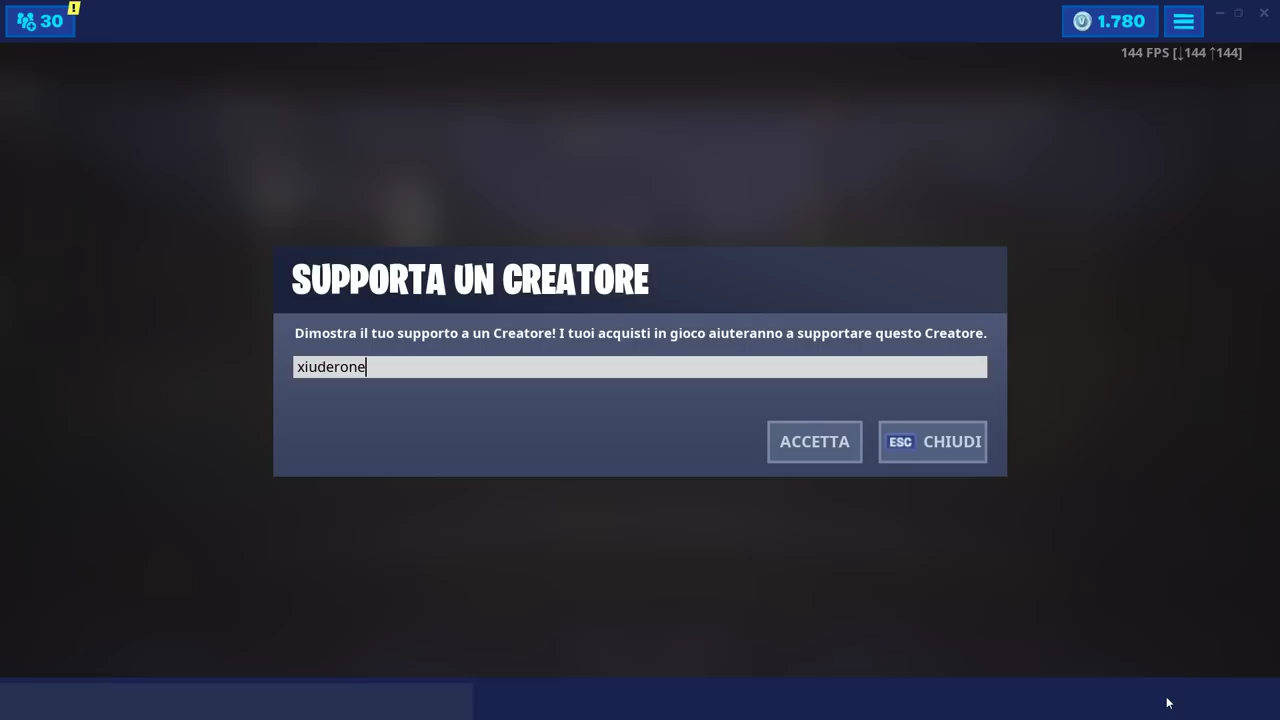 30
!
1.780
144 FPS [↓144 ↑144]
SUPPORTA UN CREATORE
Dimostra il tuo supporto a un Creatore! I tuoi acquisti in gioco aiuteranno a supportare questo Creatore.
xiuderone
ACCETTA
ESC CHIUDI